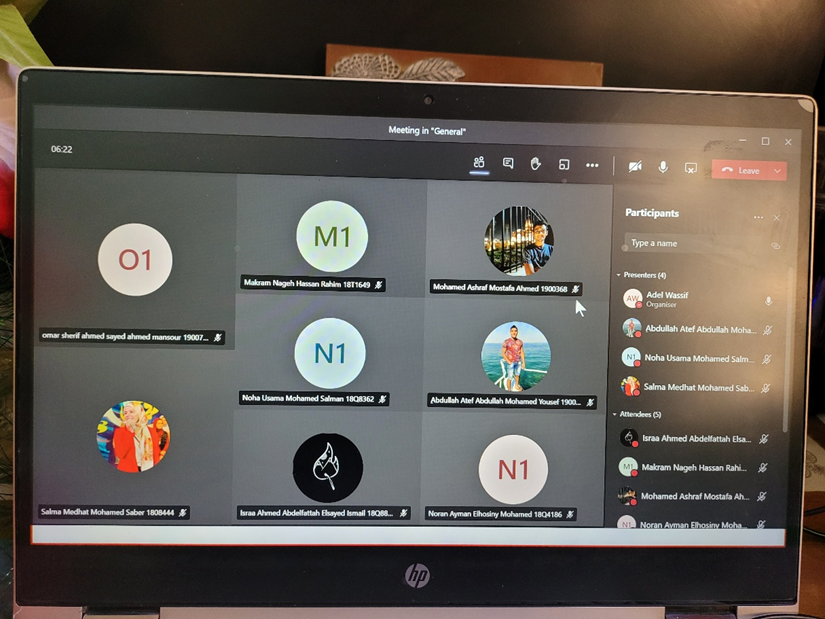 Meeting in "General"
06:22
Leave
O1
omar sherif ahmed sayed ahmed mansour 19007...
M1
Makram Nageh Hassan Rahim 18T1649
Mohamed Ashraf Mostafa Ahmed 1900368
N1
Noha Usama Mohamed Salman 18Q8362
Abdullah Atef Abdullah Mohamed Yousef 1900...
Salma Medhat Mohamed Saber 1808444
Israa Ahmed Abdelfattah Elsayed Ismail 18Q88...
N1
Noran Ayman Elhosiny Mohamed 18Q4186
Participants
Type a name
Presenters (4)
AW
Adel Wassif
Organiser
Abdullah Atef Abdullah Moha...
N1
Noha Usama Mohamed Salm...
Salma Medhat Mohamed Sab...
Attendees (5)
Israa Ahmed Abdelfattah Elsa...
M1
Makram Nageh Hassan Rahi...
Mohamed Ashraf Mostafa Ah...
N1
Noran Ayman Elhosiny Moha...
hp